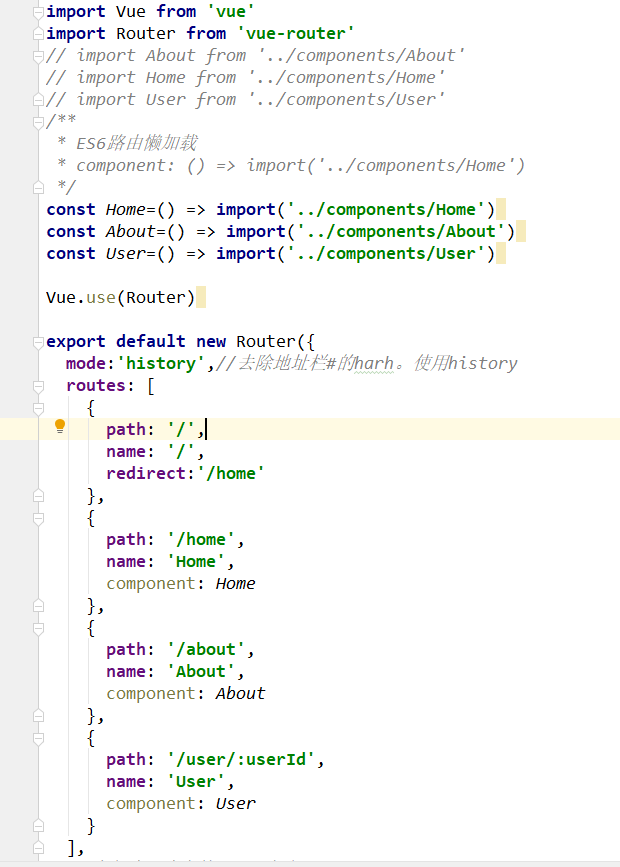 import Vue from 'vue'
import Router from 'vue-router'
// import About from '../components/About'
// import Home from '../components/Home'
// import User from '../components/User'
/**
* ES6路由懒加载
* component: () => import('../components/Home')
*/
const Home=() => import('../components/Home')
const About=() => import('../components/About')
const User=() => import('../components/User')
Vue.use(Router)
export default new Router({
mode:'history',//去除地址栏#的harh。使用history
routes: [
{
path: '/',
name: '/',
redirect:'/home'
},
{
path: '/home',
name: 'Home',
component: Home
},
{
path: '/about',
name: 'About',
component: About
},
{
path: '/user/:userId',
name: 'User',
component: User
}
],